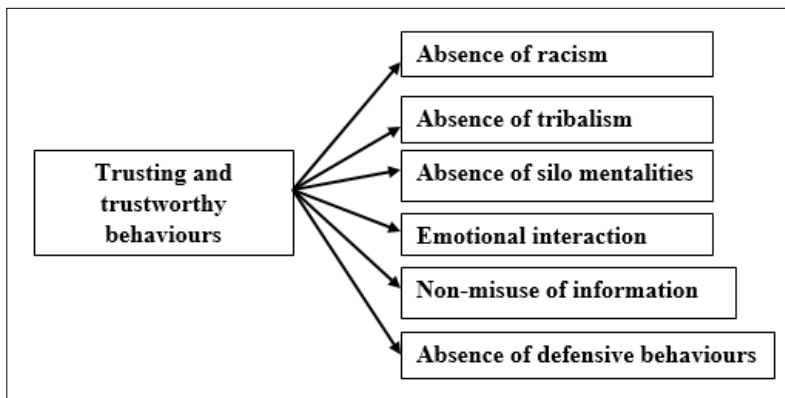 Absence of racism
Absence of tribalism
Trusting and
trustworthy
behaviours
Absence of silo mentalities
Emotional interaction
Non-misuse of information
Absence of defensive behaviours